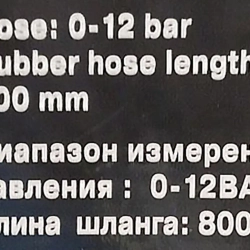 ose: 0-12 bar
ubber hose length
00 mm
иапазон измерен
авления : 0-12BA
лина шланга: 800